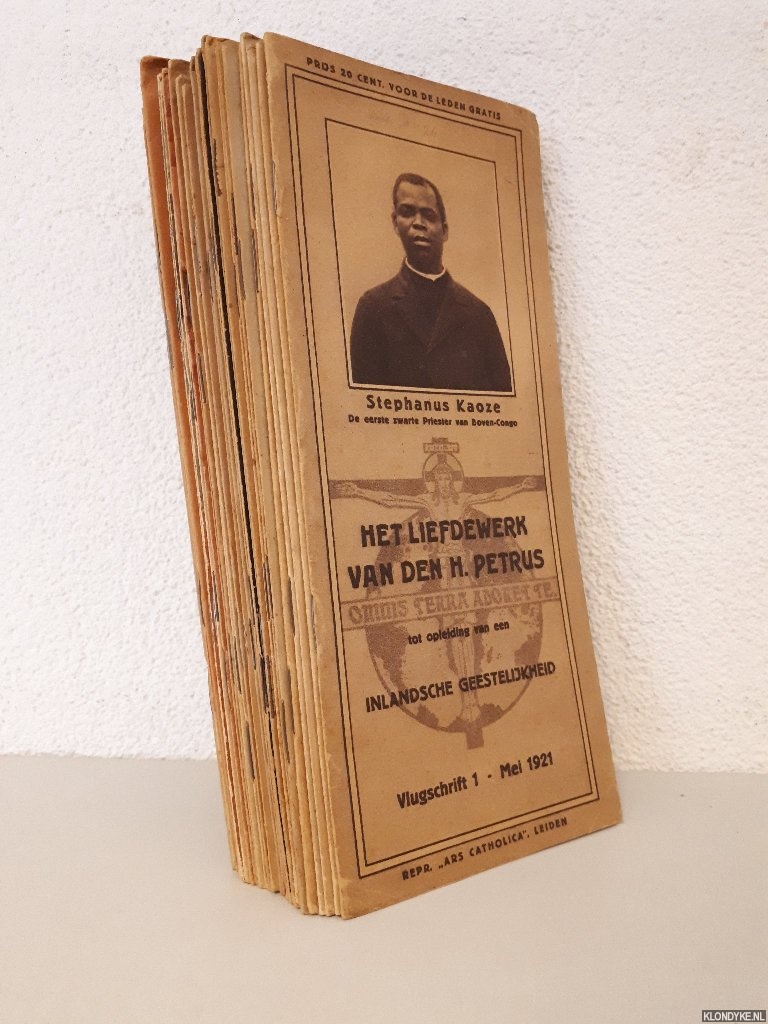 PRIJS 20 CENT. VOOR DE LEDEN GRATIS
Stephanus Kaoze
De eerste zwarte Priester van Boven-Congo
HET LIEFDEWERK
VAN DEN H. PETRUS
OMNIS TERRA ADORET TE.
tot opleiding van een
INLANDSCHE GEESTELIJKHEID
Vlugschrift 1 - Mei 1921
REPR. „ARS CATHOLICA”, LEIDEN
KLONDYKE.NL